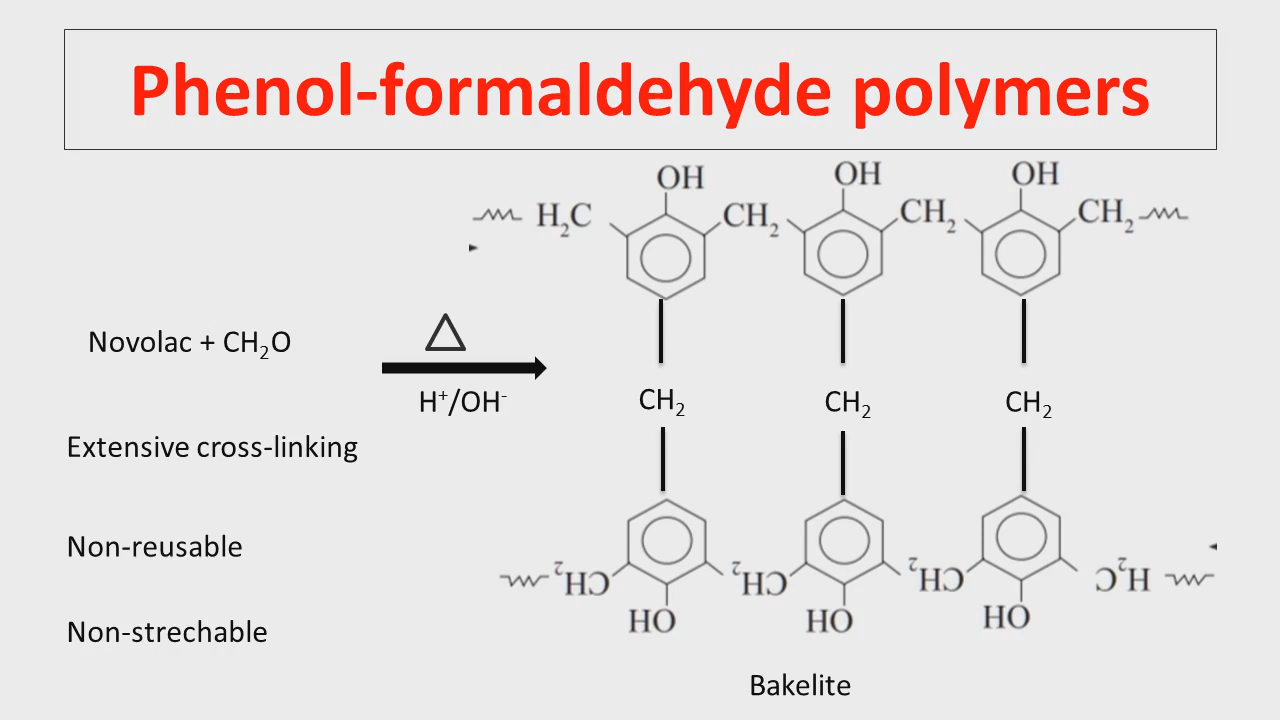 Phenol-formaldehyde polymers
OH OH OH
H₂C CH₂ CH₂ CH₂
Novolac + CH₂O
H⁺/OH⁻
CH₂ CH₂ CH₂
Extensive cross-linking
Non-reusable
CH₂ CH₂ CH₂ H₂C
Non-strechable
HO HO HO
Bakelite